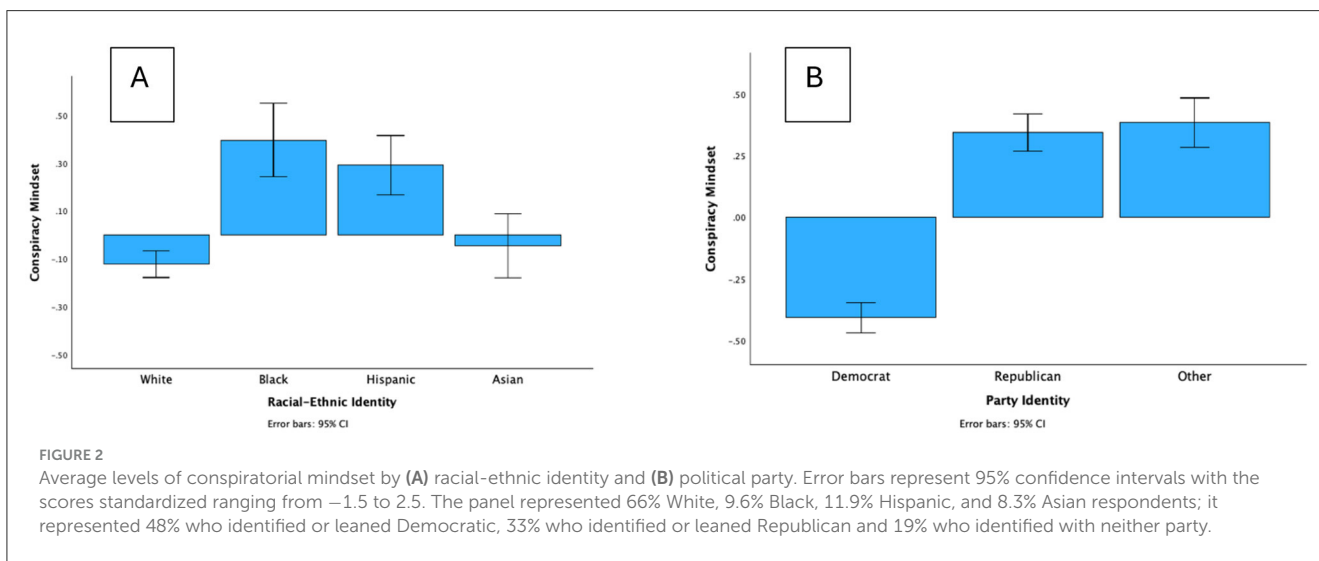 A
Conspiracy Mindset
.50
.30
.10
-.10
-.30
-.50
White Black Hispanic Asian
Racial-Ethnic Identity
Error bars: 95% CI
B
Conspiracy Mindset
.50
.25
.00
-.25
-.50
Democrat Republican Other
Party Identity
Error bars: 95% CI
FIGURE 2
Average levels of conspiratorial mindset by (A) racial-ethnic identity and (B) political party. Error bars represent 95% confidence intervals with the
scores standardized ranging from −1.5 to 2.5. The panel represented 66% White, 9.6% Black, 11.9% Hispanic, and 8.3% Asian respondents; it
represented 48% who identified or leaned Democratic, 33% who identified or leaned Republican and 19% who identified with neither party.